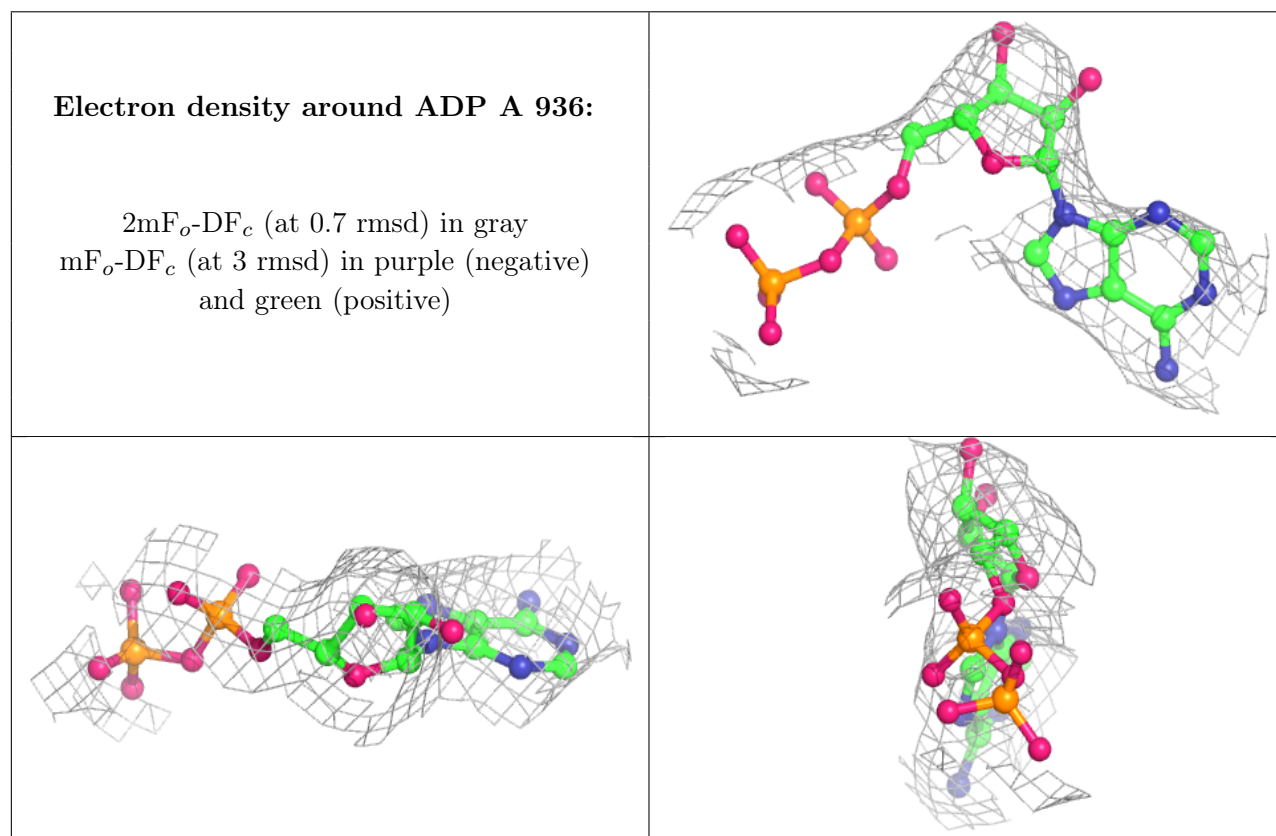 Electron density around ADP A 936:
2mFo-DFc (at 0.7 rmsd) in gray
mFo-DFc (at 3 rmsd) in purple (negative)
and green (positive)